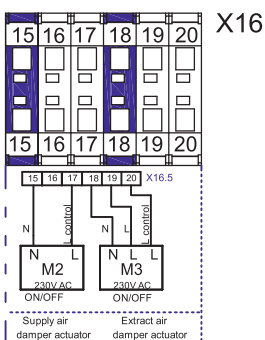 X16
15 16 17 18 19 20
15 16 17 18 19 20
15 16 17 18 19 20 X16.5
N L control N L L control
N L N L L
M2 M3
230V AC 230V AC
ON/OFF ON/OFF
Supply air Extract air
damper actuator damper actuator